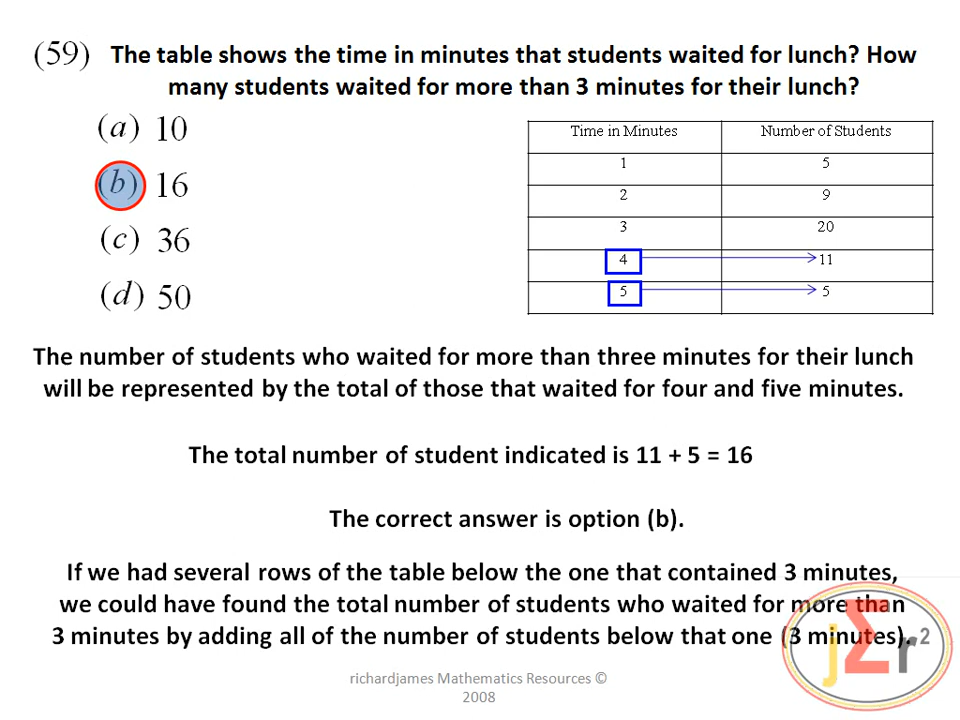 (59) The table shows the time in minutes that students waited for lunch? How
many students waited for more than 3 minutes for their lunch?
(a) 10
(b) 16
(c) 36
(d) 50
Time in Minutes Number of Students
1 5
2 9
3 20
4 11
5 5
The number of students who waited for more than three minutes for their lunch
will be represented by the total of those that waited for four and five minutes.
The total number of student indicated is 11 + 5 = 16
The correct answer is option (b).
If we had several rows of the table below the one that contained 3 minutes,
we could have found the total number of students who waited for more than
3 minutes by adding all of the number of students below that one (3 minutes).
jΣr²
richardjames Mathematics Resources ©
2008